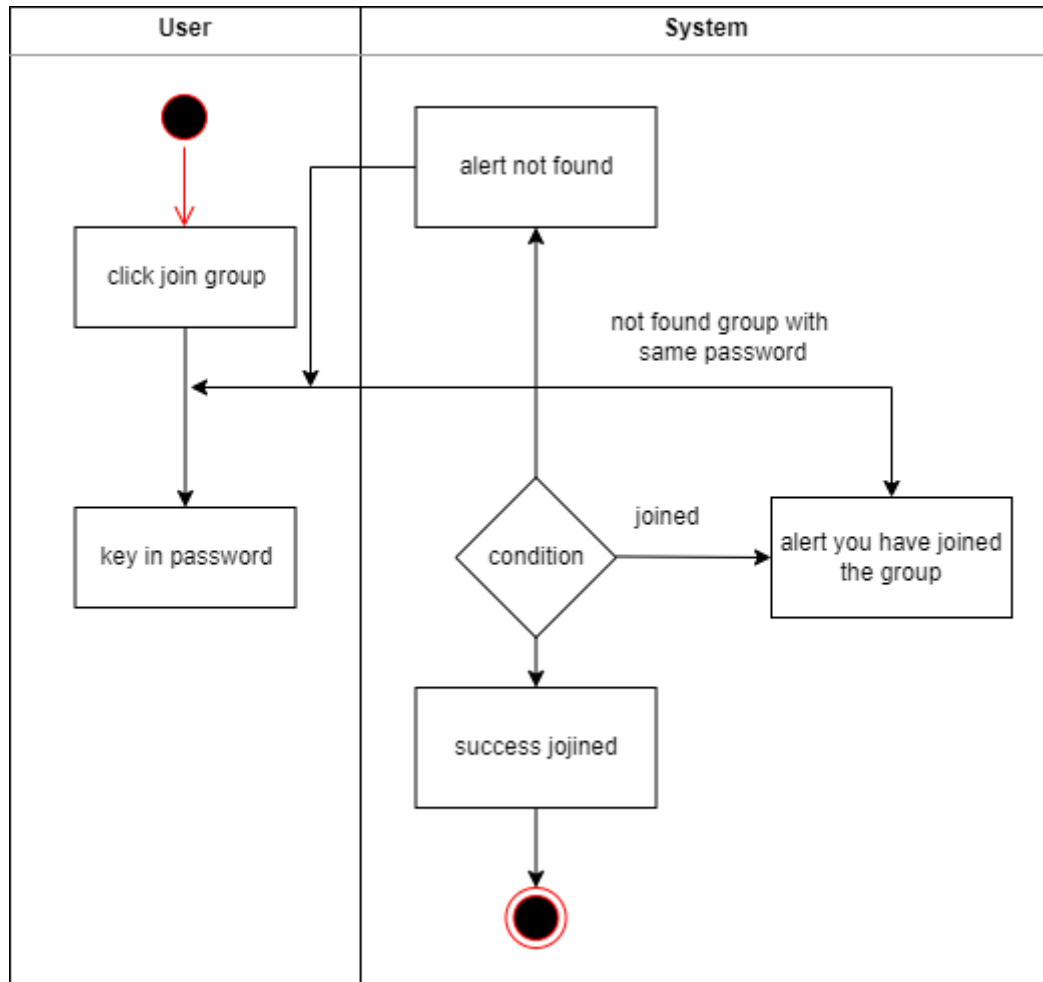 User
System
alert not found
click join group
not found group with
same password
key in password
condition
joined
alert you have joined
the group
success jojined